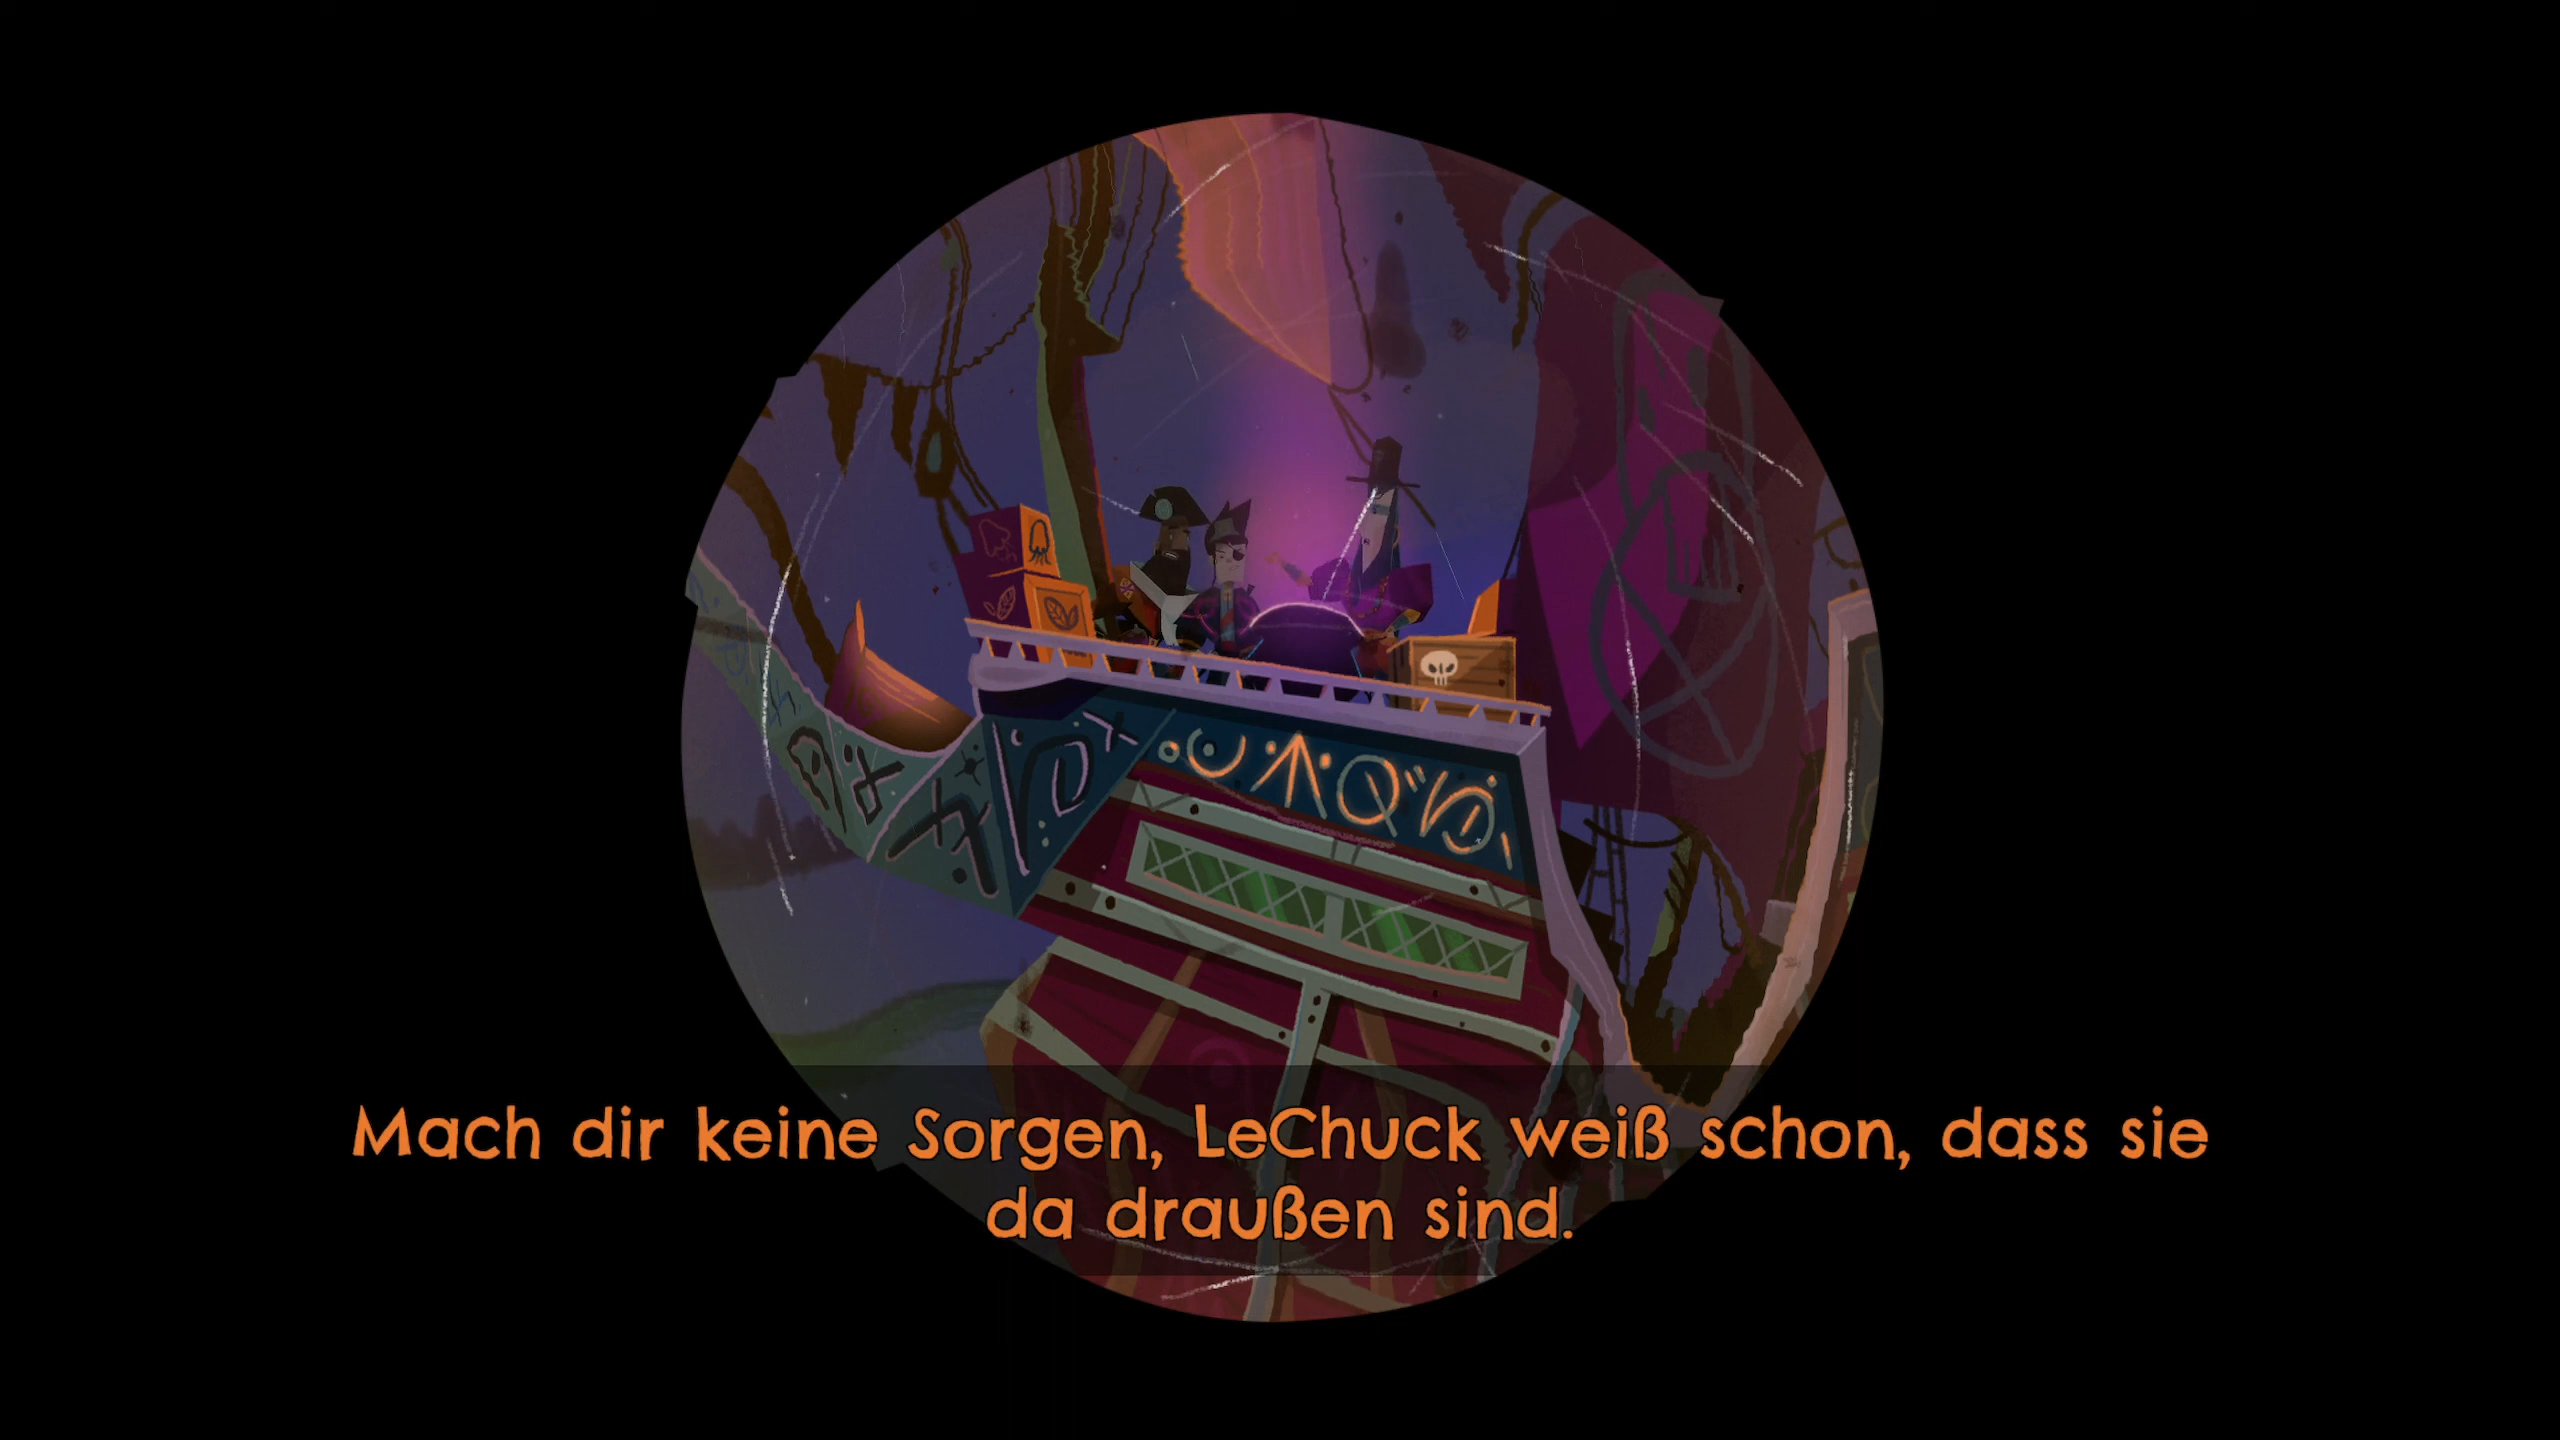 Mach dir keine Sorgen, LeChuck weiß schon, dass sie
da draußen sind.